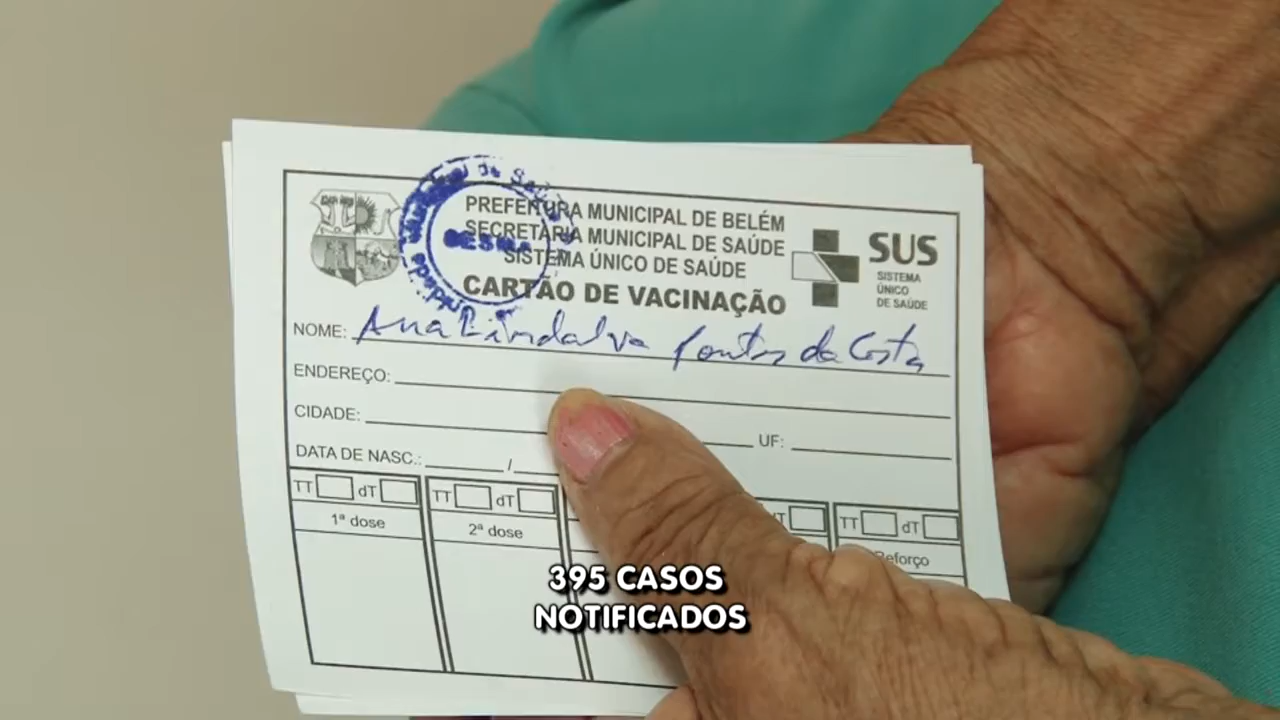 PREFEITURA MUNICIPAL DE BELÉM
SECRETARIA MUNICIPAL DE SAÚDE
SISTEMA ÚNICO DE SAÚDE
CARTÃO DE VACINAÇÃO
SUS
SISTEMA
ÚNICO
DE SAÚDE
SESMA
NOME: Ana Lindalva Pontes da Costa
ENDEREÇO:
CIDADE:
UF:
DATA DE NASC.: /
TT dT TT dT dT TT dT
1ª dose 2ª dose Reforço
395 CASOS
NOTIFICADOS